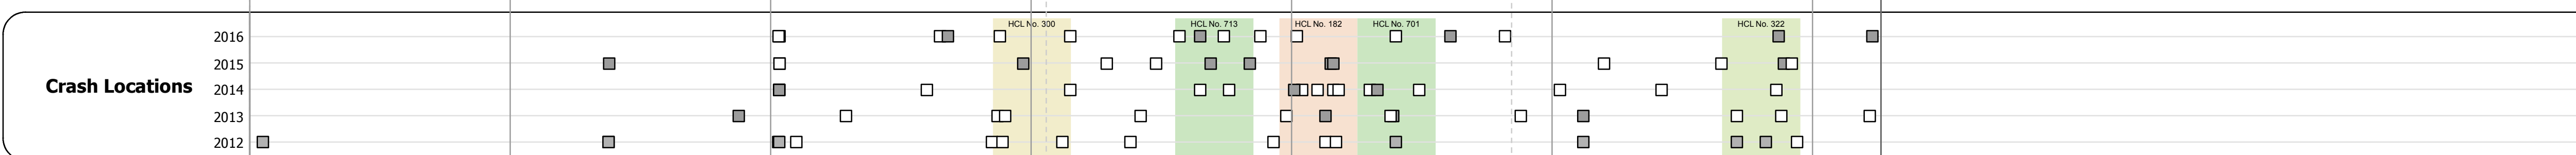 HCL No. 300 HCL No. 713 HCL No. 182 HCL No. 701 HCL No. 322
2016
2015
Crash Locations 2014
2013
2012